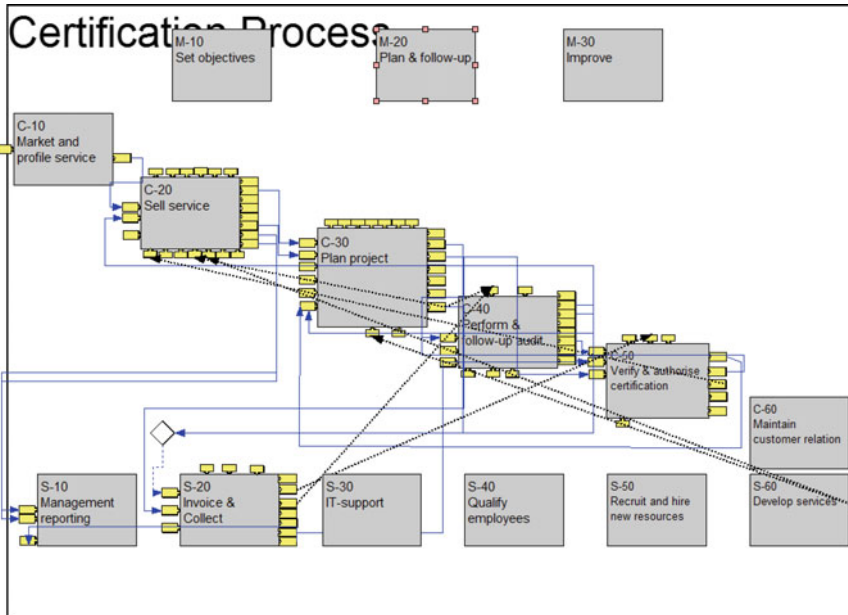 Certification Process
M-10
Set objectives
M-20
Plan & follow-up
M-30
Improve
C-10
Market and
profile service
C-20
Sell service
C-30
Plan project
C-40
Perform &
follow-up audit
C-50
Verify & authorise
certification
C-60
Maintain
customer relation
S-10
Management
reporting
S-20
Invoice &
Collect
S-30
IT-support
S-40
Qualify
employees
S-50
Recruit and hire
new resources
S-60
Develop services